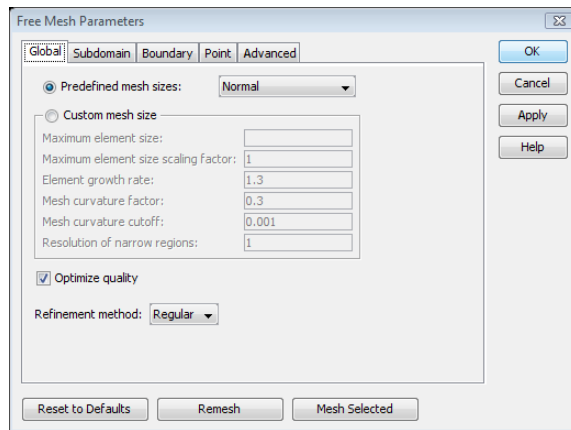 Free Mesh Parameters
Global Subdomain Boundary Point Advanced
Predefined mesh sizes: Normal
Custom mesh size
Maximum element size:
Maximum element size scaling factor: 1
Element growth rate: 1.3
Mesh curvature factor: 0.3
Mesh curvature cutoff: 0.001
Resolution of narrow regions: 1
Optimize quality
Refinement method: Regular
OK
Cancel
Apply
Help
Reset to Defaults Remesh Mesh Selected